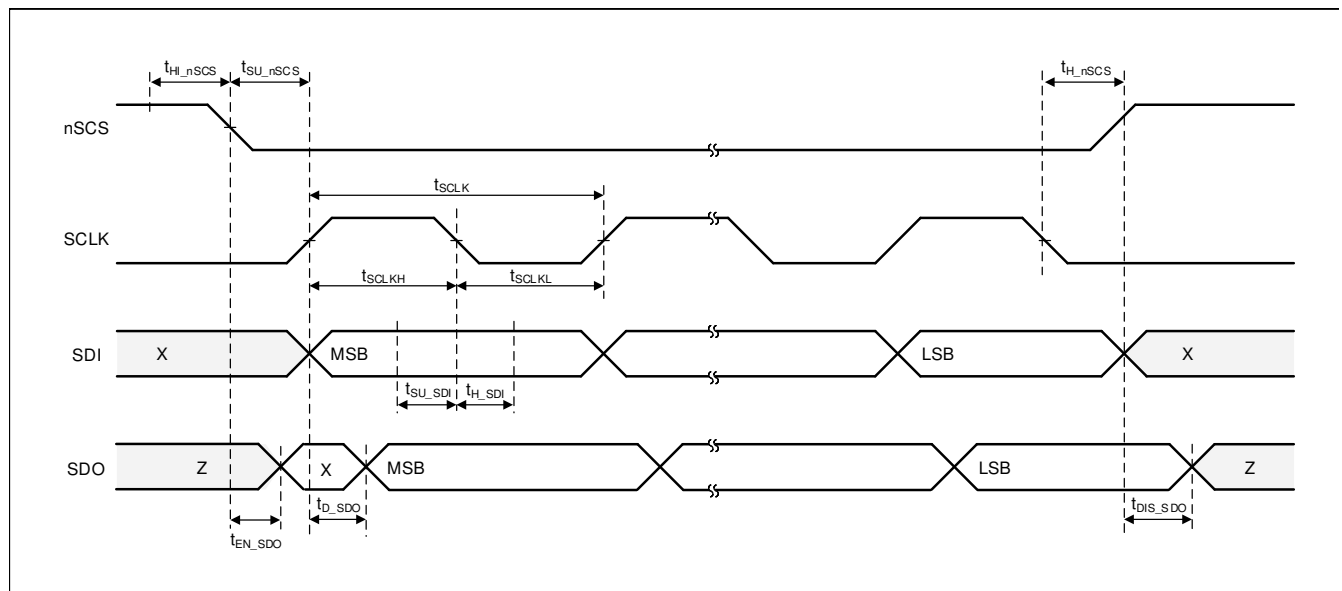 tHI_nSCS tSU_nSCS tH_nSCS
nSCS
tSCLK
SCLK
tSCLKH tSCLKL
SDI X MSB LSB X
tSU_SDI tH_SDI
SDO Z X MSB LSB Z
tD_SDO tDIS_SDO
tEN_SDO